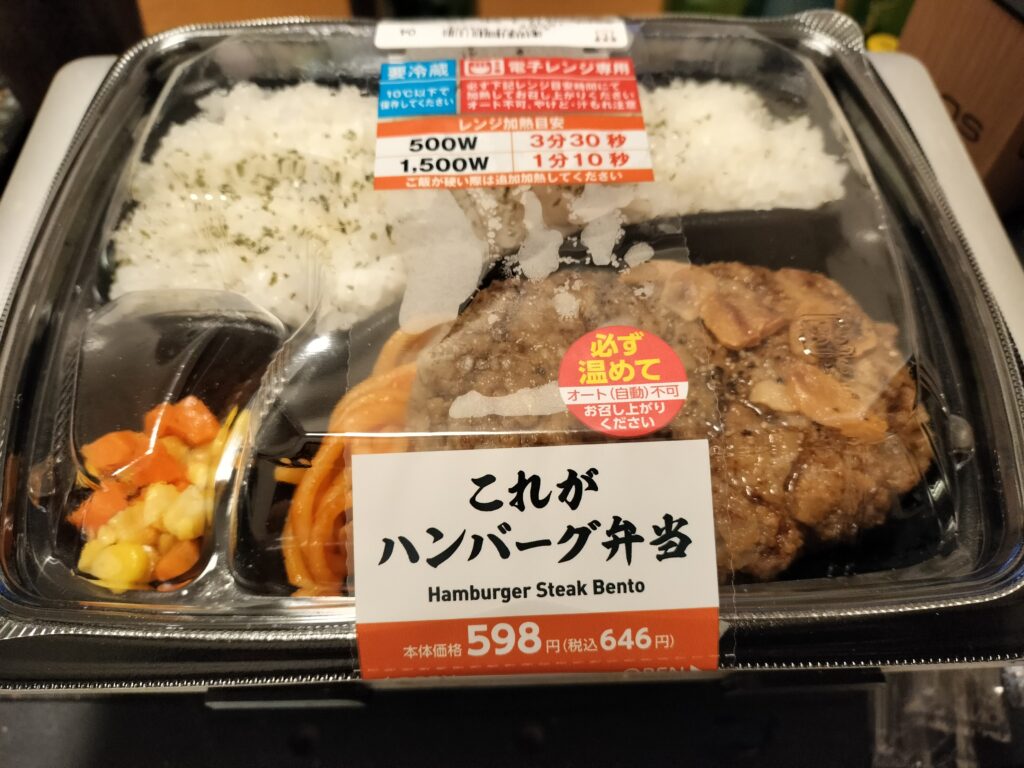 04
要冷蔵
10℃以下で
保存してください
電子レンジ専用
必ず下記レンジ目安時間にて
加熱してお召し上がりください
オート不可、やけど・汁もれ注意
レンジ加熱目安
500W 3分30秒
1,500W 1分10秒
ご飯が硬い際は追加加熱してください
必ず
温めて
オート(自動)不可
お召し上がり
ください
これが
ハンバーグ弁当
Hamburger Steak Bento
本体価格598円(税込646円)
OPEN